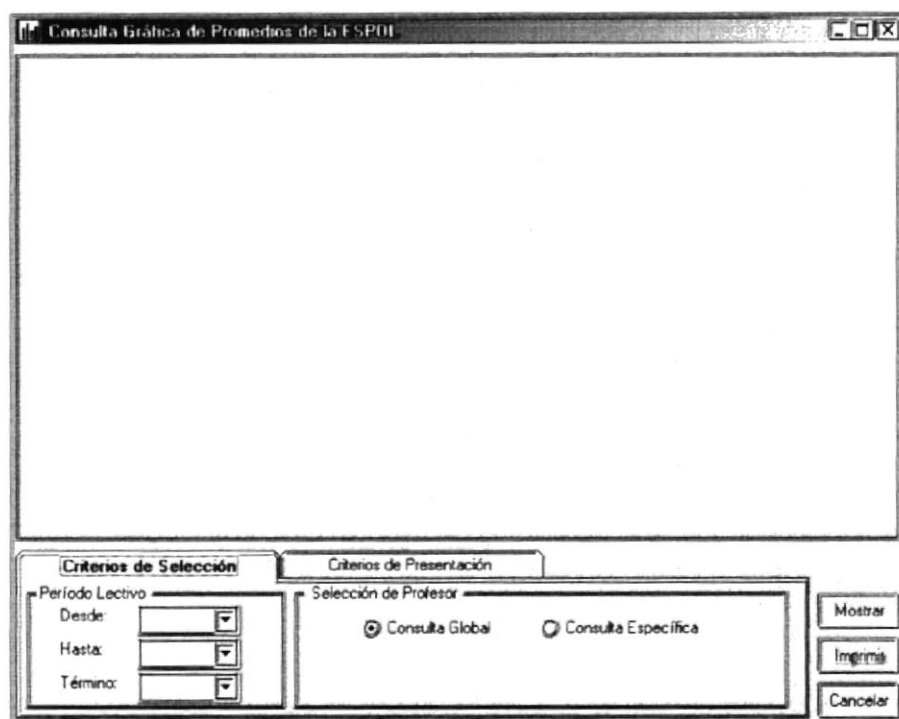 Consulta Gráfica de Promedios de la ESPOL
Criterios de Selección
Criterios de Presentación
Período Lectivo
Desde:
Hasta:
Término:
Selección de Profesor
Consulta Global
Consulta Específica
Mostrar
Imprimir
Cancelar